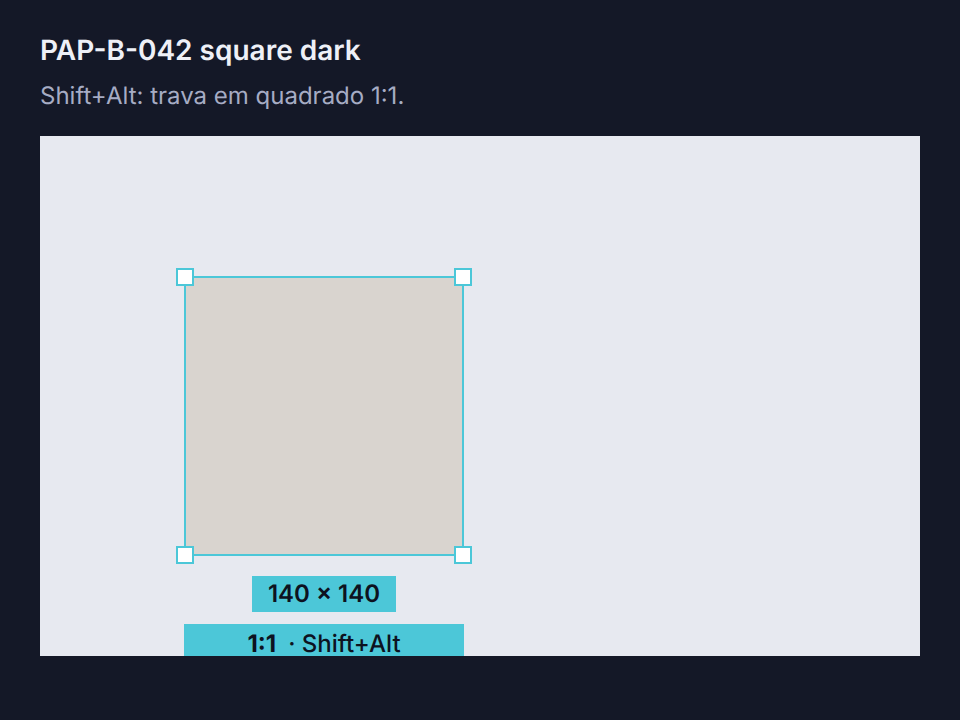 PAP-B-042 square dark
Shift+Alt: trava em quadrado 1:1.
140 × 140
1:1 · Shift+Alt